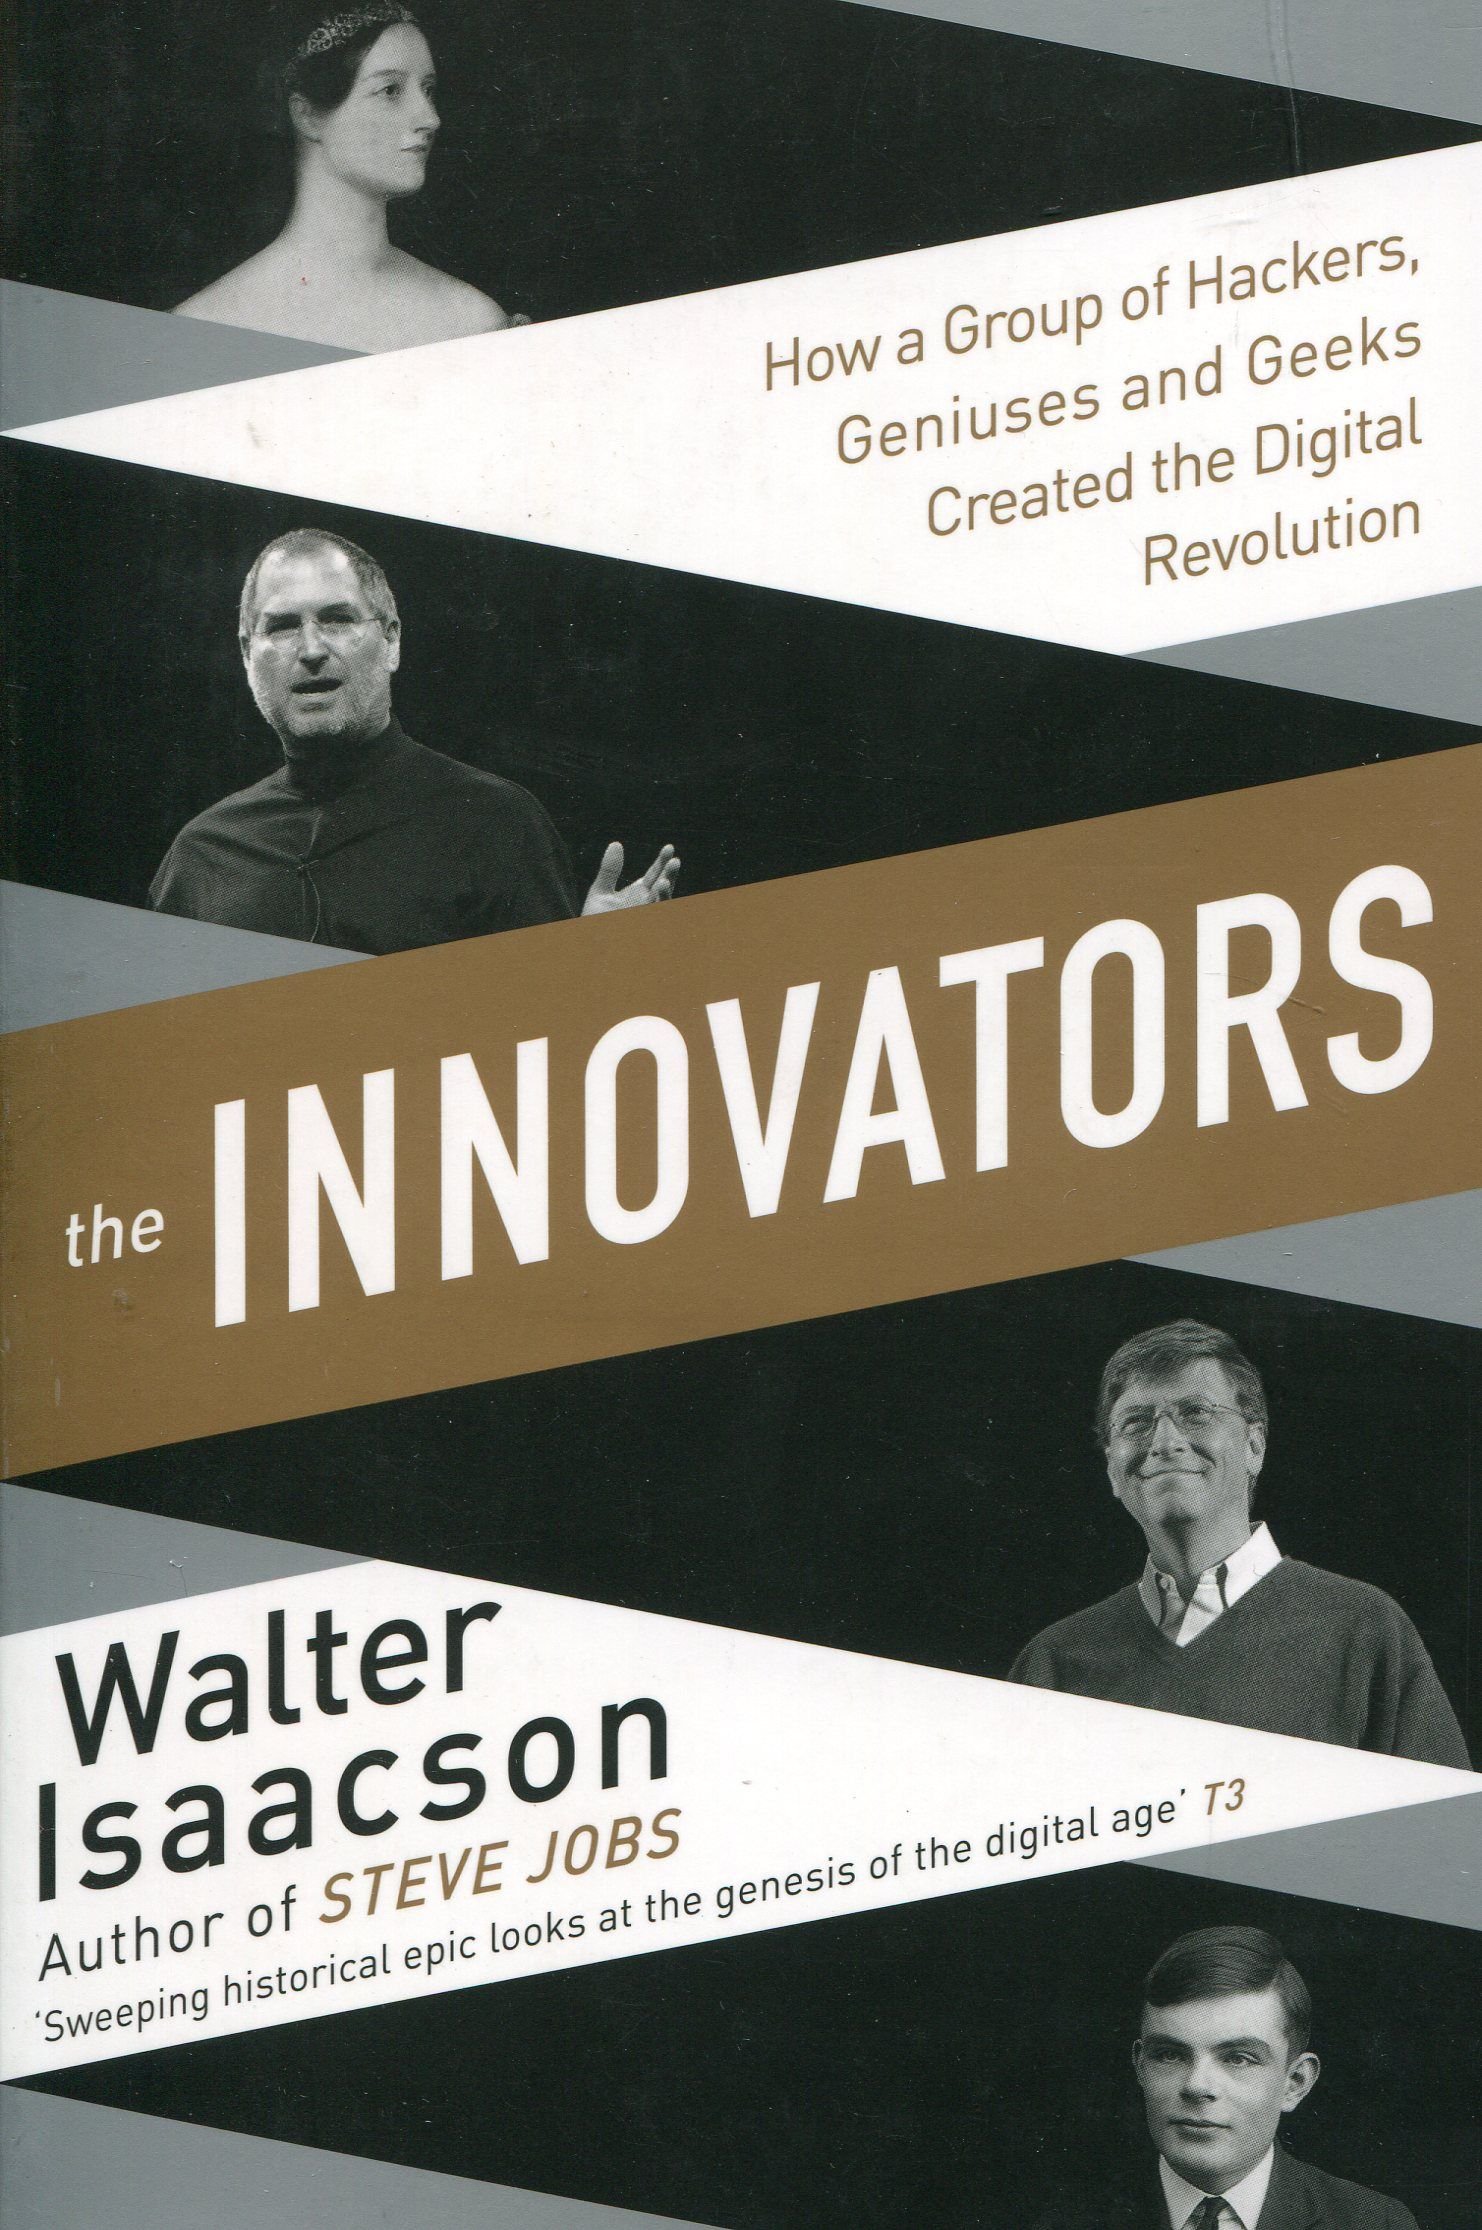 How a Group of Hackers,
Geniuses and Geeks
Created the Digital
Revolution
the INNOVATORS
Walter
Isaacson
Author of STEVE JOBS
‘Sweeping historical epic looks at the genesis of the digital age’ T3